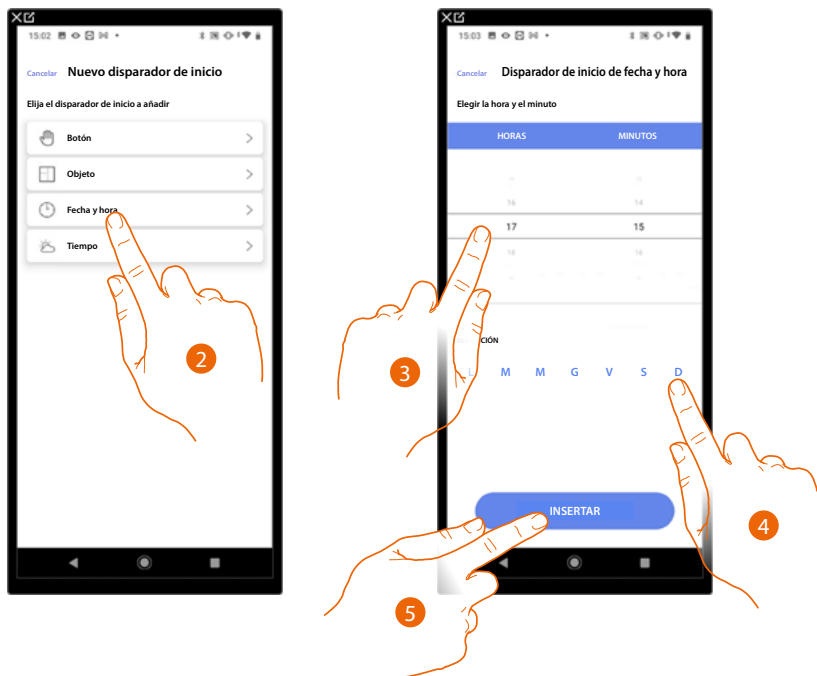 15:02
Cancelar Nuevo disparador de inicio
Elija el disparador de inicio a añadir
Botón
Objeto
Fecha y hora
Tiempo
2
15:03
Cancelar Disparador de inicio de fecha y hora
Elegir la hora y el minuto
HORAS MINUTOS
16 14
17 15
18 16
CIÓN
L M M G V S D
INSERTAR
3
4
5